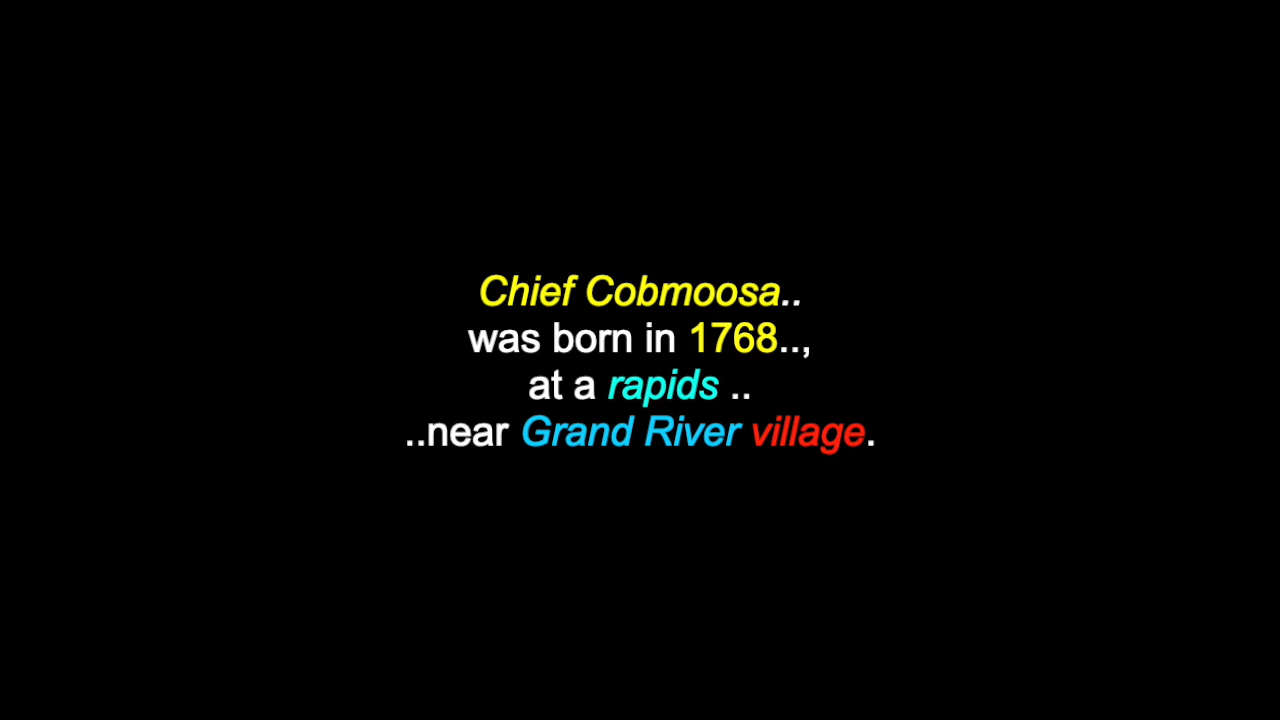 Chief Cobmoosa..
was born in 1768..,
at a rapids ..
..near Grand River village.